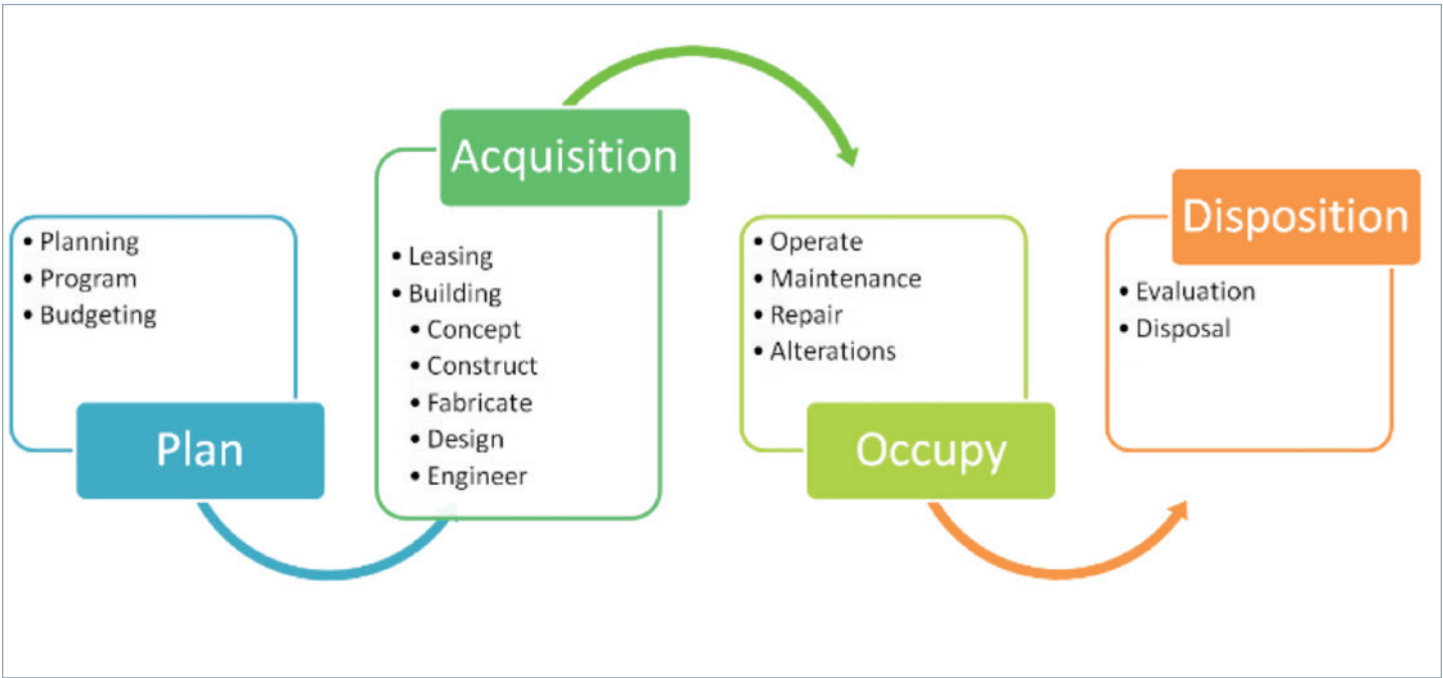 • Planning
• Program
• Budgeting
Plan
Acquisition
• Leasing
• Building
• Concept
• Construct
• Fabricate
• Design
• Engineer
• Operate
• Maintenance
• Repair
• Alterations
Occupy
Disposition
• Evaluation
• Disposal